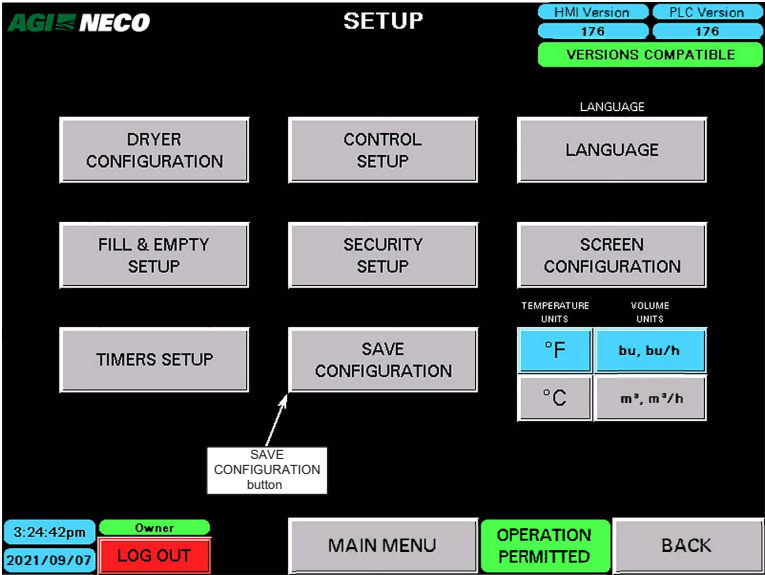 AGI NECO
SETUP
HMI Version
PLC Version
176
176
VERSIONS COMPATIBLE
LANGUAGE
DRYER
CONFIGURATION
CONTROL
SETUP
LANGUAGE
FILL & EMPTY
SETUP
SECURITY
SETUP
SCREEN
CONFIGURATION
TEMPERATURE
UNITS
VOLUME
UNITS
TIMERS SETUP
SAVE
CONFIGURATION
°F
bu, bu/h
°C
m³, m³/h
SAVE
CONFIGURATION
button
3:24:42pm
2021/09/07
Owner
LOG OUT
MAIN MENU
OPERATION
PERMITTED
BACK